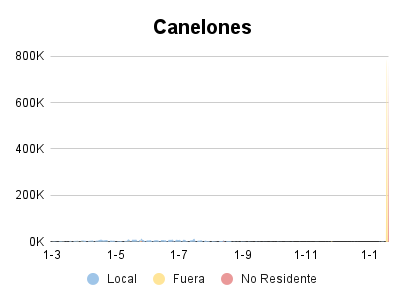 Canelones
800K
600K
400K
200K
0K
1-3 1-5 1-7 1-9 1-11 1-1
Local Fuera No Residente